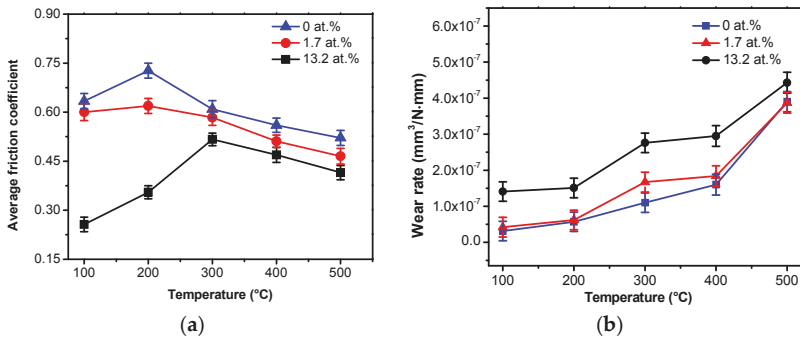 0.90
0.75
0.60
0.45
0.30
0.15
Average friction coefficient
0 at.%
1.7 at.%
13.2 at.%
100 200 300 400 500
Temperature (°C)
(a)
6.0x10⁻⁷
5.0x10⁻⁷
4.0x10⁻⁷
3.0x10⁻⁷
2.0x10⁻⁷
1.0x10⁻⁷
0.0
Wear rate (mm³/N·mm)
0 at.%
1.7 at.%
13.2 at.%
100 200 300 400 500
Temperature (°C)
(b)